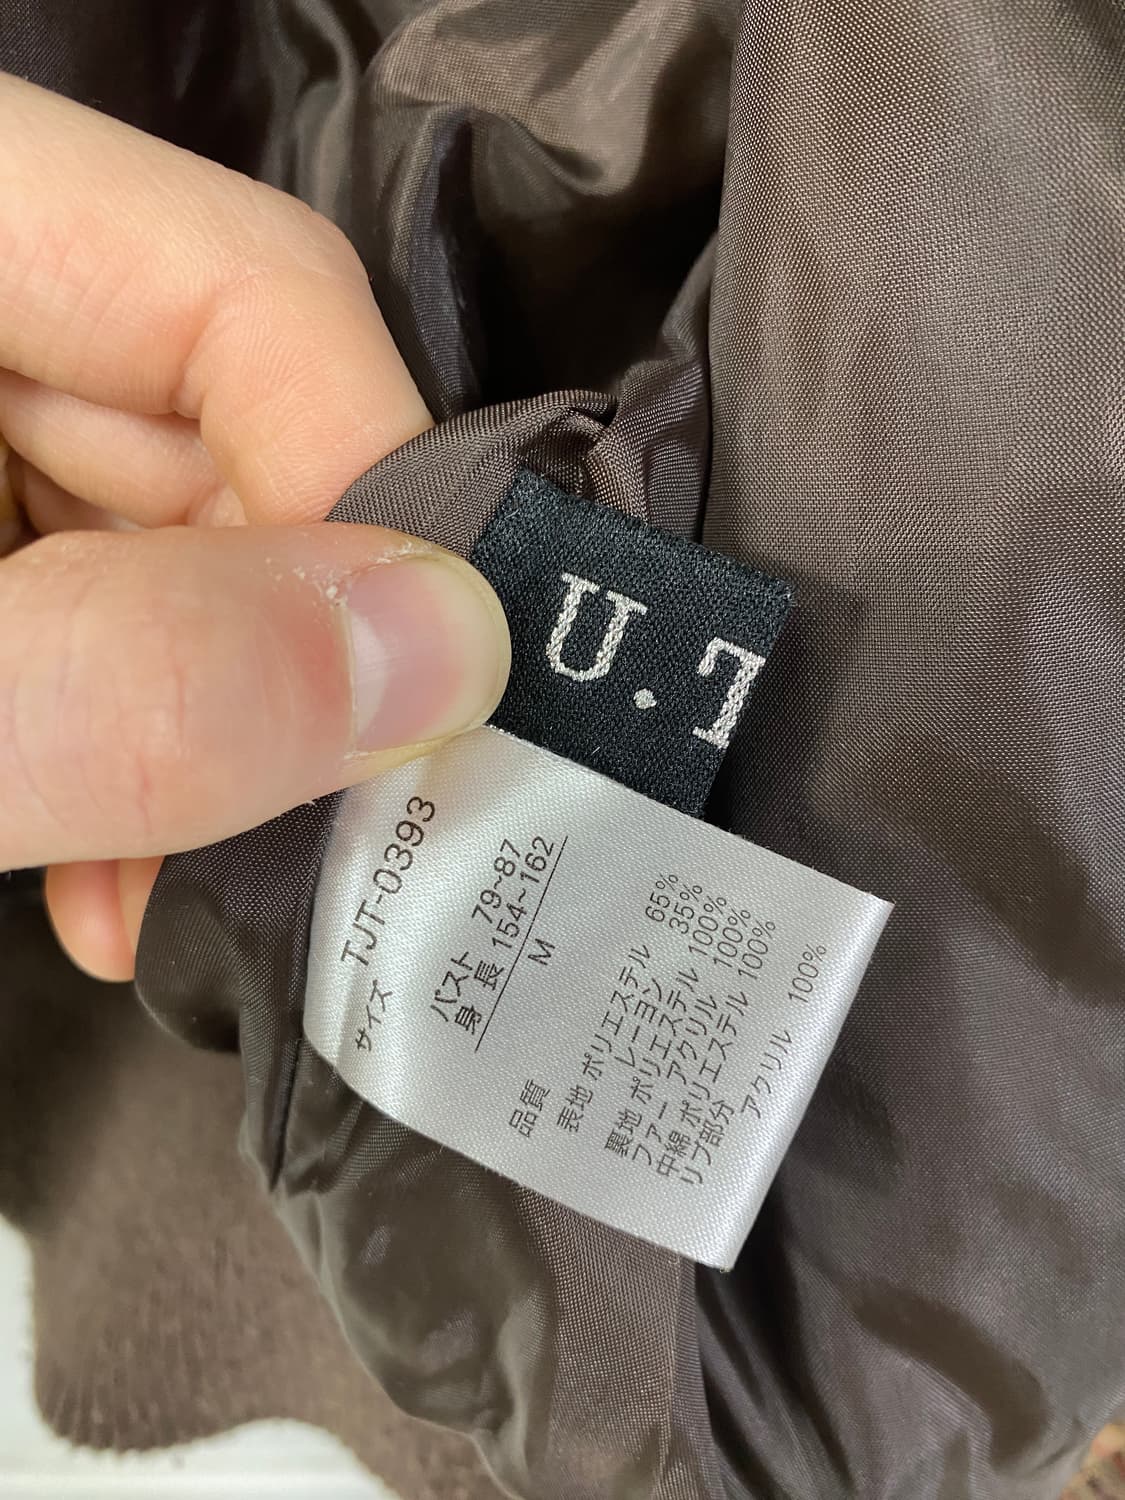 U.T
TJT-0393
サイズ
バスト 79~87
身長 154~162
M
品質
表地 ポリエステル 65%
レーヨン 35%
裏地 ポリエステル 100%
ファー アクリル 100%
中綿 ポリエステル 100%
リブ部分
アクリル 100%